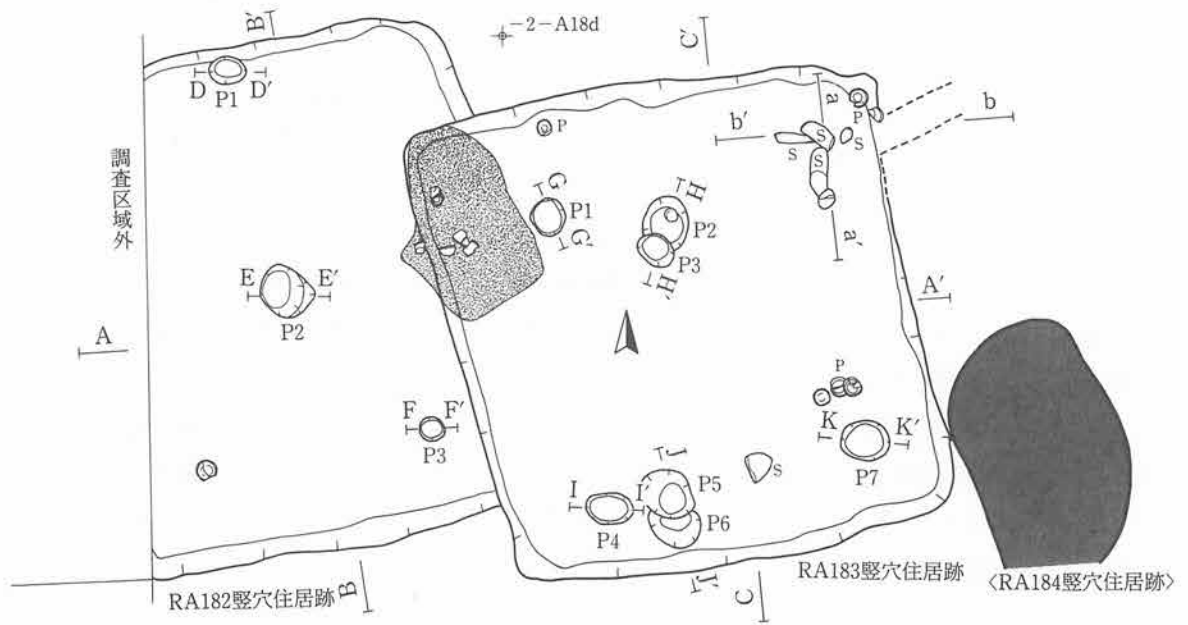 -2-A18d
B′
C′
D
D′
P1
調査区域外
P
a
b′
b
P
S
S
S
S
G
P1
G′
H
P2
P3
H′
a′
E
E′
P2
A
A′
F
F′
P3
P
K
K′
P7
S
J
P5
I
I′
P4
P6
J′
B
C
RA182竪穴住居跡
RA183竪穴住居跡
〈RA184竪穴住居跡〉